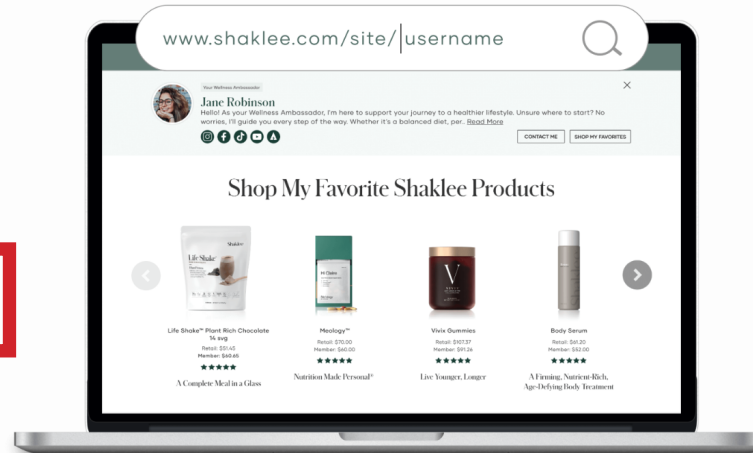 www.shaklee.com/site/|username
Your Wellness Ambassador
Jane Robinson
Hello! As your Wellness Ambassador, I'm here to support your journey to a healthier lifestyle. Unsure where to start? No
worries, I'll guide you every step of the way. Whether it's a balanced diet, per.. Read More
CONTACT ME
SHOP MY FAVORITES
Shop My Favorite Shaklee Products
Shaklee
Life Shake
V
Life Shake™ Plant Rich Chocolate
14 svg
Retail: $51.45
Member: $60.65
A Complete Meal in a Glass
Meology™
Retail: $70.00
Member: $60.00
Nutrition Made Personal®
Vivix Gummies
Retail: $107.37
Member: $91.26
Live Younger, Longer
Body Serum
Retail: $61.20
Member: $52.00
A Firming, Nutrient-Rich,
Age-Defying Body Treatment